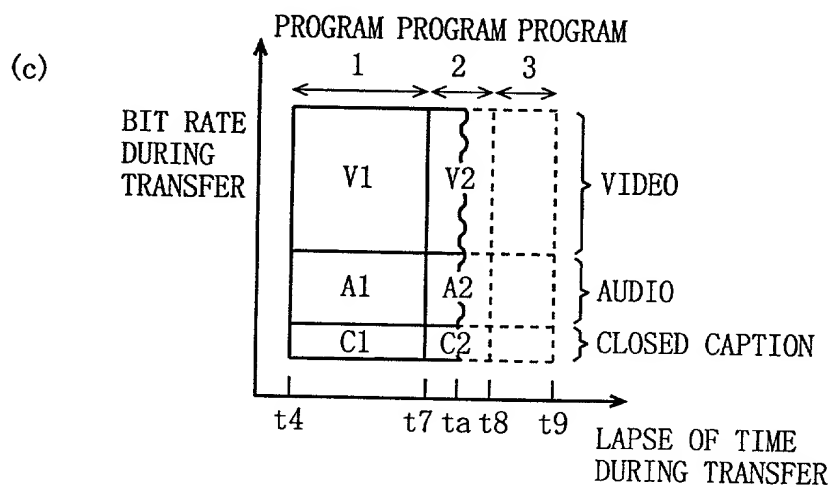 (c)
PROGRAM PROGRAM PROGRAM
1 2 3
BIT RATE
DURING
TRANSFER
V1 V2
VIDEO
A1 A2
AUDIO
C1 C2
CLOSED CAPTION
t4 t7 ta t8 t9
LAPSE OF TIME
DURING TRANSFER